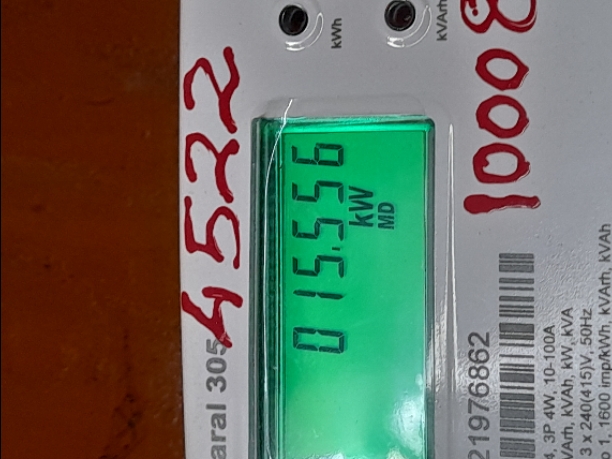 4522
aral 305
015.556
kW
MD
kWh
kVArh
10008
21976862
, 3P 4W, 10-100A
VArh, kVAh, kW, kVA
3 x 240(415)V, 50Hz
1, 1600 imp/kWh, kVArh, kVAh